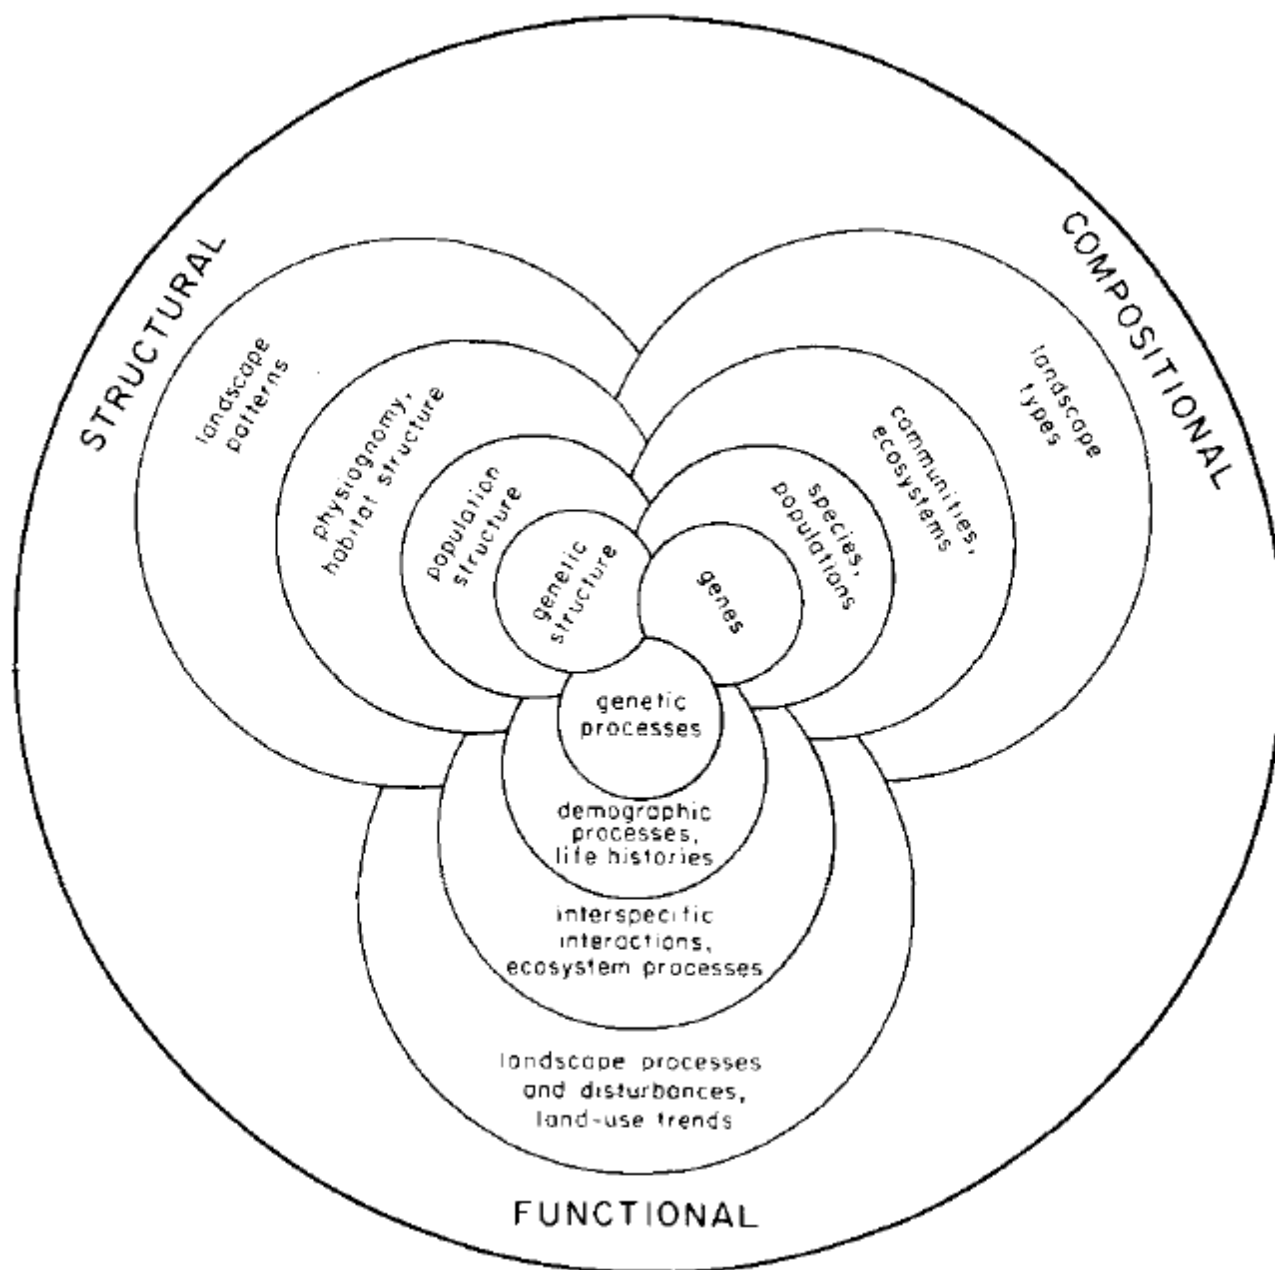 STRUCTURAL
landscape
patterns
physiognomy,
habitat structure
population
structure
genetic
structure
COMPOSITIONAL
landscape
types
communities,
ecosystems
species,
populations
genes
genetic
processes
demographic
processes,
life histories
interspecific
interactions,
ecosystem processes
landscape processes
and disturbances,
land-use trends
FUNCTIONAL